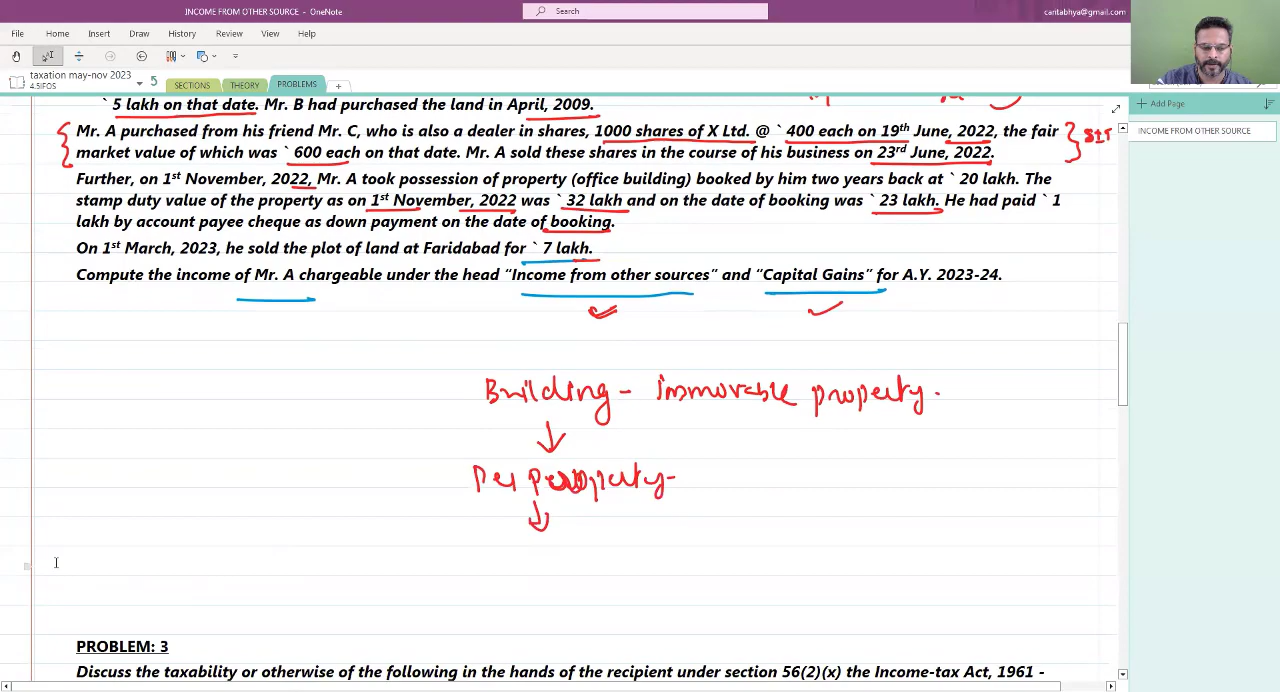 INCOME FROM OTHER SOURCE - OneNote
Search
cantabhya@gmail.com
File Home Insert Draw History Review View Help
taxation may-nov 2023
4.5IFOS
SECTIONS THEORY PROBLEMS +
+ Add Page
INCOME FROM OTHER SOURCE
` 5 lakh on that date. Mr. B had purchased the land in April, 2009.
Mr. A purchased from his friend Mr. C, who is also a dealer in shares, 1000 shares of X Ltd. @ ` 400 each on 19th June, 2022, the fair
market value of which was ` 600 each on that date. Mr. A sold these shares in the course of his business on 23rd June, 2022.
Further, on 1st November, 2022, Mr. A took possession of property (office building) booked by him two years back at ` 20 lakh. The
stamp duty value of the property as on 1st November, 2022 was ` 32 lakh and on the date of booking was ` 23 lakh. He had paid ` 1
lakh by account payee cheque as down payment on the date of booking.
On 1st March, 2023, he sold the plot of land at Faridabad for ` 7 lakh.
Compute the income of Mr. A chargeable under the head “Income from other sources” and “Capital Gains” for A.Y. 2023-24.
Building - immovable property.
Per property-
PROBLEM: 3
Discuss the taxability or otherwise of the following in the hands of the recipient under section 56(2)(x) the Income-tax Act, 1961 -